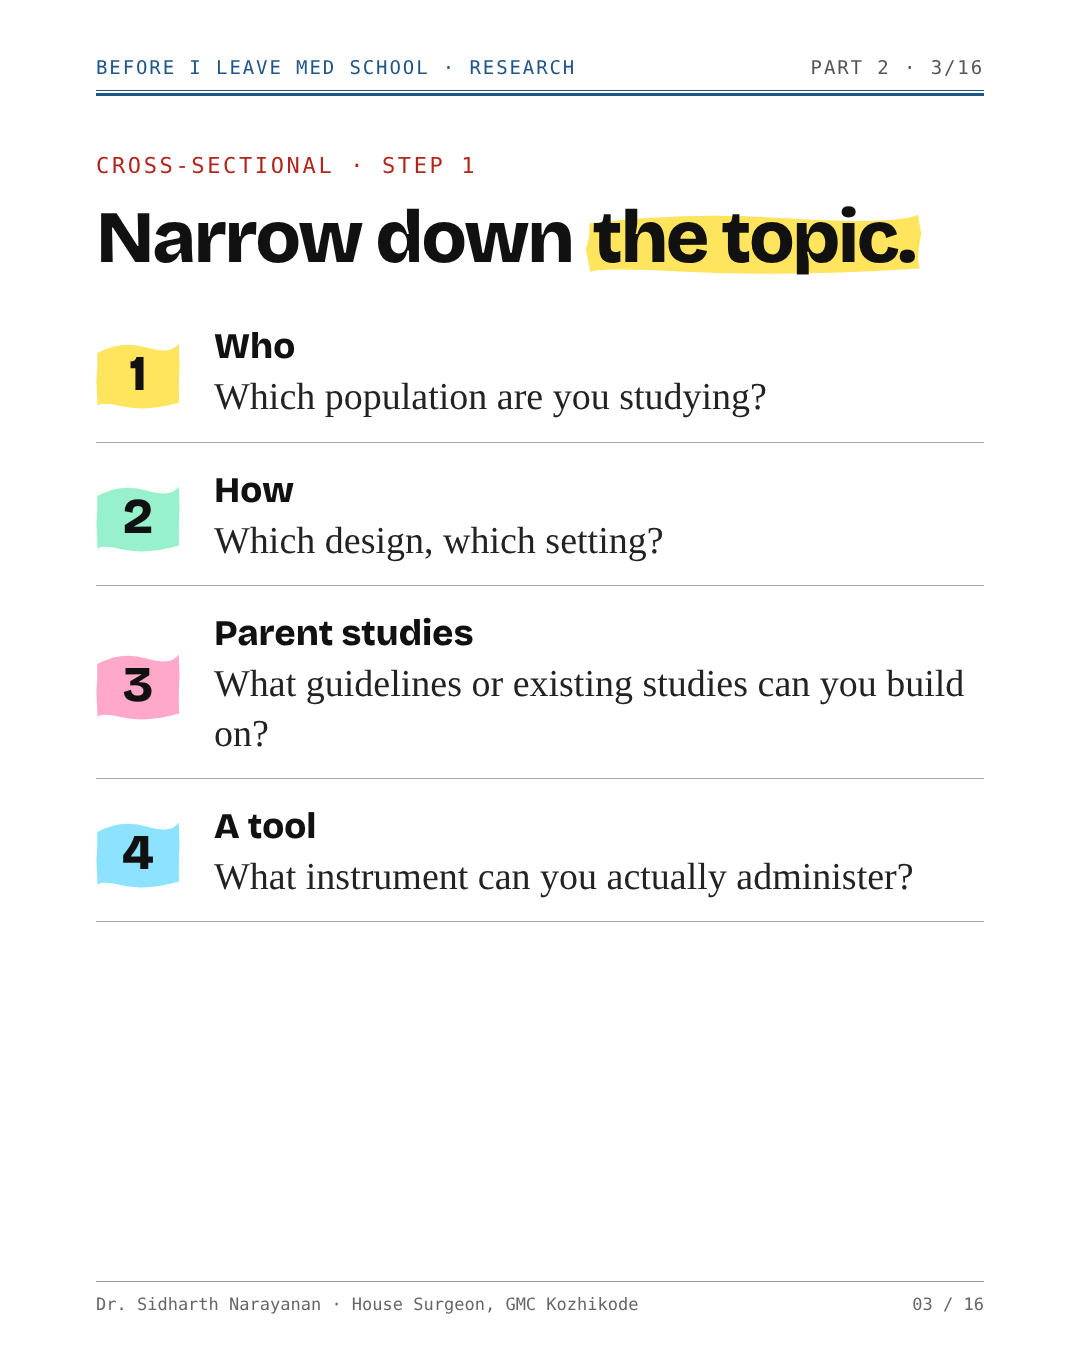 BEFORE I LEAVE MED SCHOOL · RESEARCH
PART 2 · 3/16
CROSS-SECTIONAL · STEP 1
Narrow down the topic.
1
Who
Which population are you studying?
2
How
Which design, which setting?
3
Parent studies
What guidelines or existing studies can you build
on?
4
A tool
What instrument can you actually administer?
Dr. Sidharth Narayanan · House Surgeon, GMC Kozhikode
03 / 16